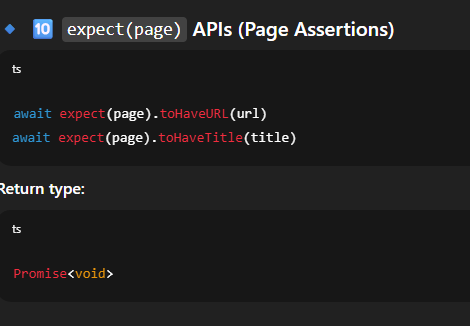 🔹 🔟 expect(page) APIs (Page Assertions)
ts
await expect(page).toHaveURL(url)
await expect(page).toHaveTitle(title)
Return type:
ts
Promise<void>